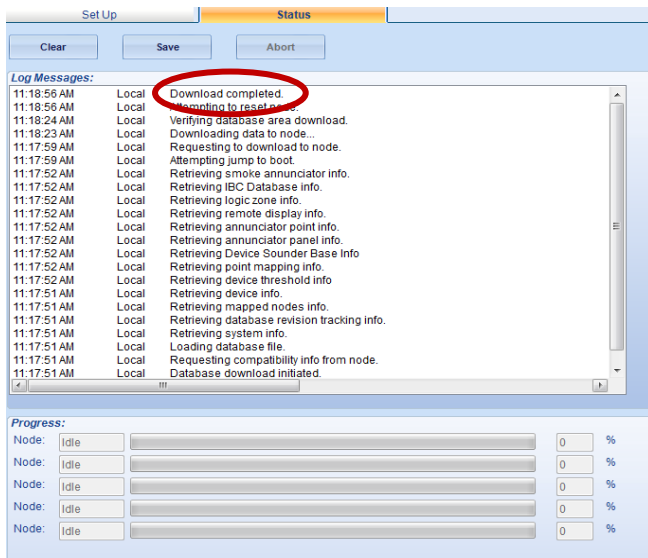 Set Up Status
Clear Save Abort
Log Messages:
11:18:56 AM Local Download completed.
11:18:56 AM Local Attempting to reset node.
11:18:24 AM Local Verifying database area download.
11:18:23 AM Local Downloading data to node...
11:17:59 AM Local Requesting to download to node.
11:17:59 AM Local Attempting jump to boot.
11:17:52 AM Local Retrieving smoke annunciator info.
11:17:52 AM Local Retrieving IBC Database info.
11:17:52 AM Local Retrieving logic zone info.
11:17:52 AM Local Retrieving remote display info.
11:17:52 AM Local Retrieving annunciator point info.
11:17:52 AM Local Retrieving annunciator panel info.
11:17:52 AM Local Retrieving Device Sounder Base Info
11:17:52 AM Local Retrieving point mapping info.
11:17:52 AM Local Retrieving device threshold info
11:17:51 AM Local Retrieving device info.
11:17:51 AM Local Retrieving mapped nodes info.
11:17:51 AM Local Retrieving database revision tracking info.
11:17:51 AM Local Retrieving system info.
11:17:51 AM Local Loading database file.
11:17:51 AM Local Requesting compatibility info from node.
11:17:51 AM Local Database download initiated.
Progress:
Node: Idle 0 %
Node: Idle 0 %
Node: Idle 0 %
Node: Idle 0 %
Node: Idle 0 %